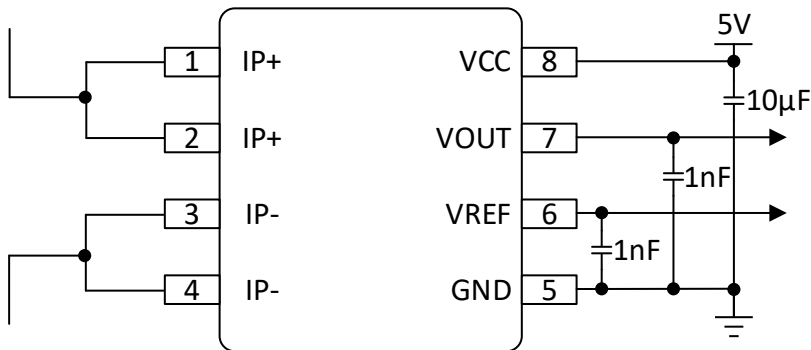 5V
1 IP+ VCC 8
10µF
2 IP+ VOUT 7
1nF
3 IP- VREF 6
1nF
4 IP- GND 5